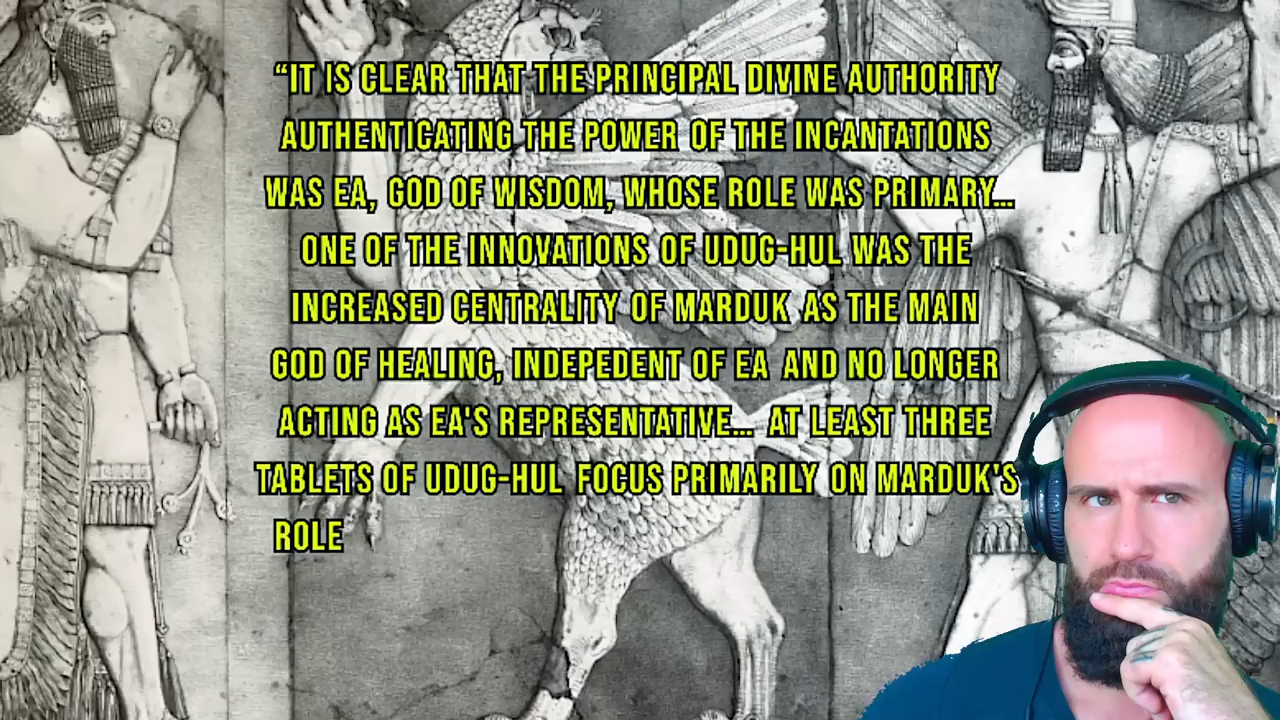 “IT IS CLEAR THAT THE PRINCIPAL DIVINE AUTHORITY
AUTHENTICATING THE POWER OF THE INCANTATIONS
WAS EA, GOD OF WISDOM, WHOSE ROLE WAS PRIMARY...
ONE OF THE INNOVATIONS OF UDUG-HUL WAS THE
INCREASED CENTRALITY OF MARDUK AS THE MAIN
GOD OF HEALING, INDEPEDENT OF EA AND NO LONGER
ACTING AS EA'S REPRESENTATIVE... AT LEAST THREE
TABLETS OF UDUG-HUL FOCUS PRIMARILY ON MARDUK'S
ROLE